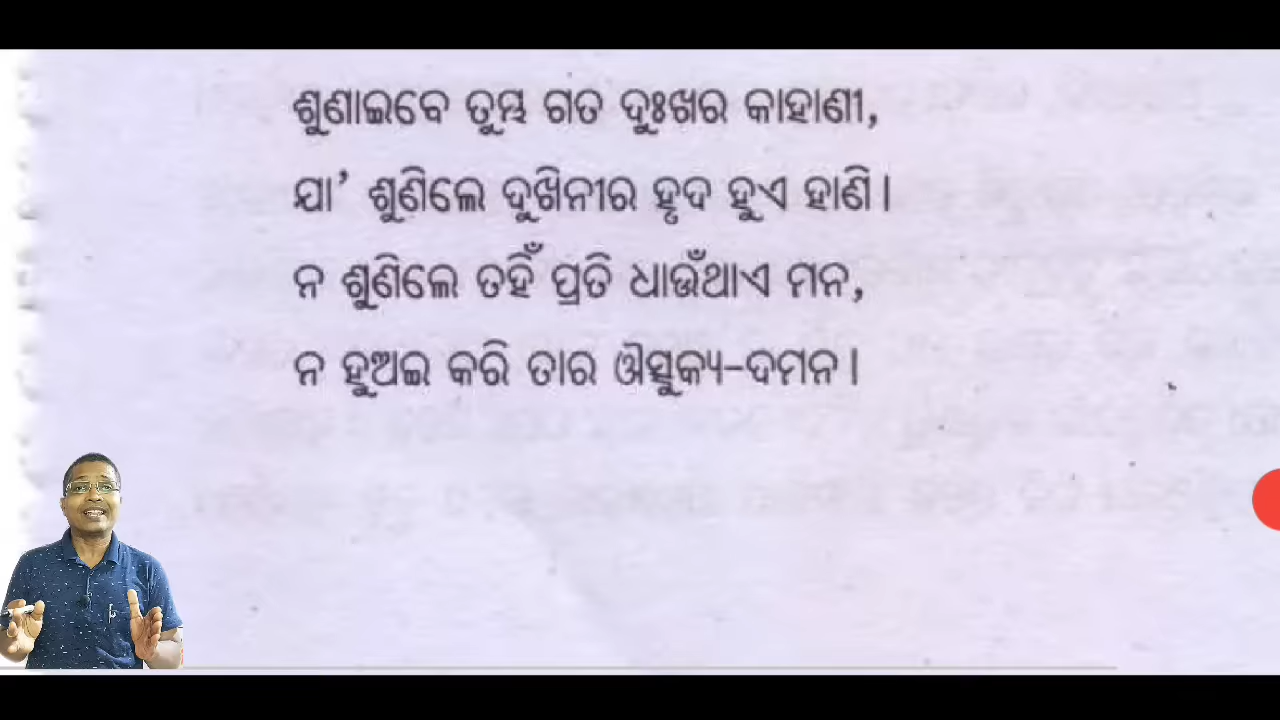 ଶୁଣାଇବେ ତୁମ୍ଭ ଗତ ଦୁଃଖର କାହାଣୀ,
ଯା’ ଶୁଣିଲେ ଦୁଖିନୀର ହୃଦ ହୁଏ ହାଣି।
ନ ଶୁଣିଲେ ତହିଁ ପ୍ରତି ଧାଉଁଥାଏ ମନ,
ନ ହୁଅଇ କରି ତାର ଔତ୍ସୁକ୍ୟ-ଦମନ।